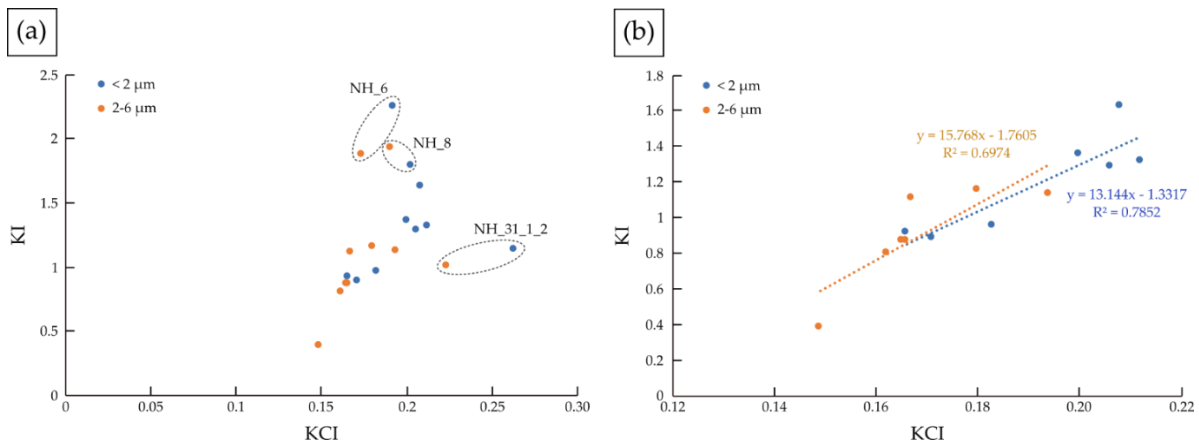 (a)
< 2 μm
2-6 μm
NH_6
NH_8
NH_31_1_2
2.5
2
1.5
1
0.5
0
KI
0
0.05
0.1
0.15
0.2
0.25
0.30
KCI
(b)
< 2 μm
2-6 μm
y = 15.768x - 1.7605
R² = 0.6974
y = 13.144x - 1.3317
R² = 0.7852
1.8
1.6
1.4
1.2
1
0.8
0.6
0.4
0.2
0
KI
0.12
0.14
0.16
0.18
0.20
0.22
KCI